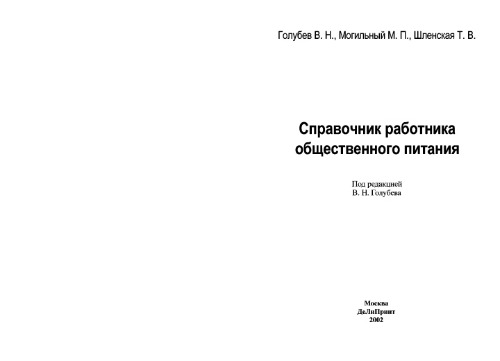 Голубев В. Н., Могильный М. П., Шленская Т. В.
Справочник работника
общественного питания
Под редакцией
В. Н. Голубева
Москва
ДеЛиПринт
2002